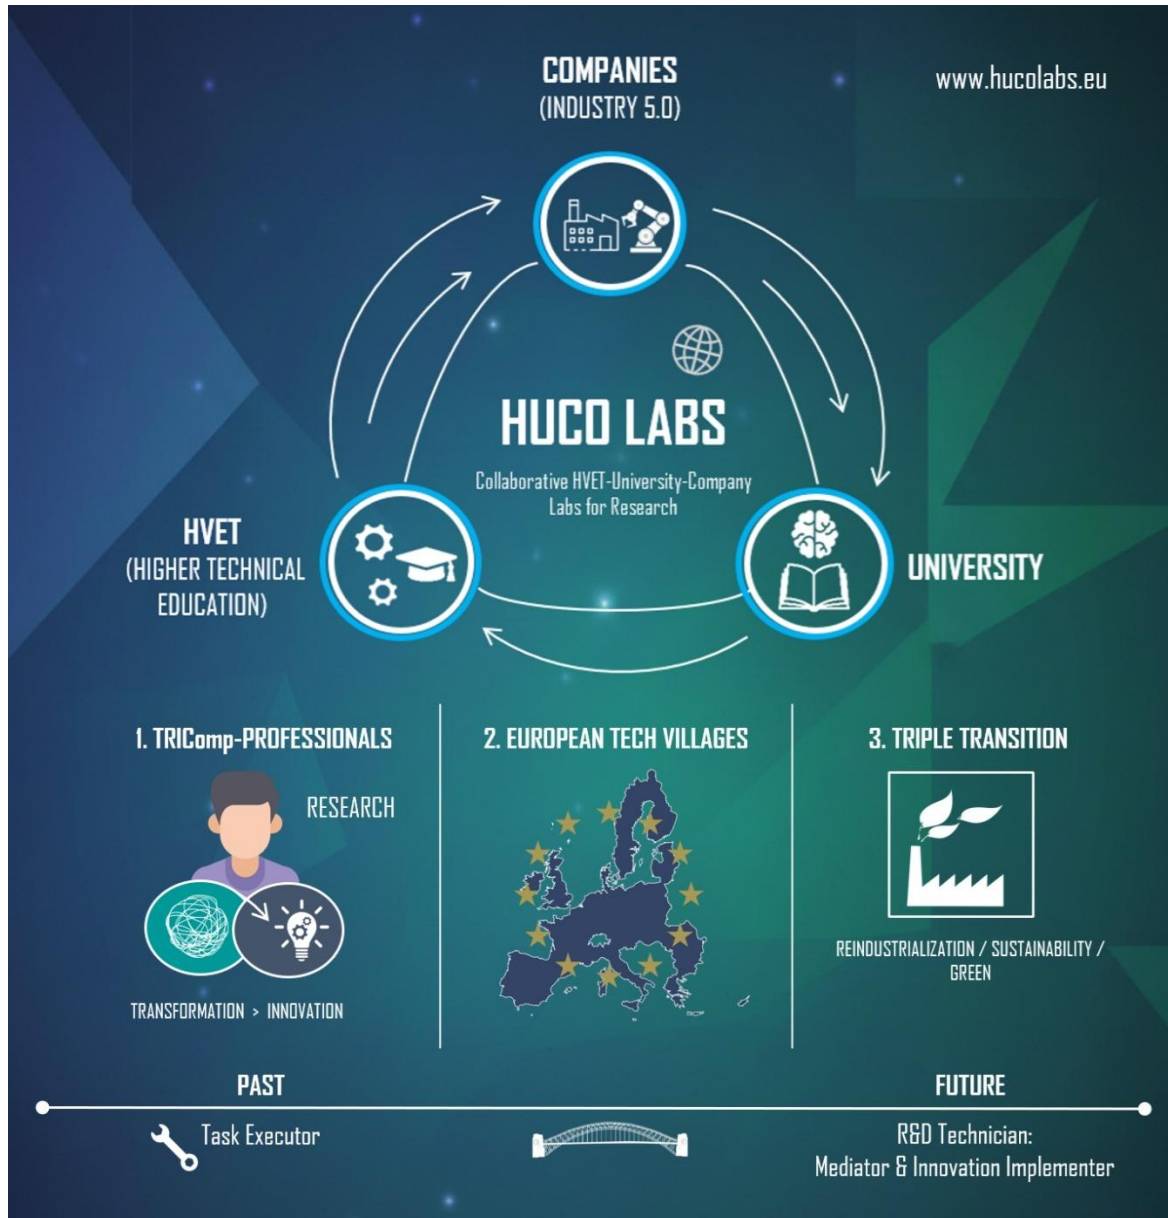 COMPANIES
(INDUSTRY 5.0)
www.hucolabs.eu
HUCO LABS
Collaborative HVET-University-Company
Labs for Research
HVET
(HIGHER TECHNICAL
EDUCATION)
UNIVERSITY
1. TRIComp-PROFESSIONALS
RESEARCH
TRANSFORMATION > INNOVATION
2. EUROPEAN TECH VILLAGES
3. TRIPLE TRANSITION
REINDUSTRIALIZATION / SUSTAINABILITY /
GREEN
PAST
FUTURE
Task Executor
R&D Technician:
Mediator & Innovation Implementer